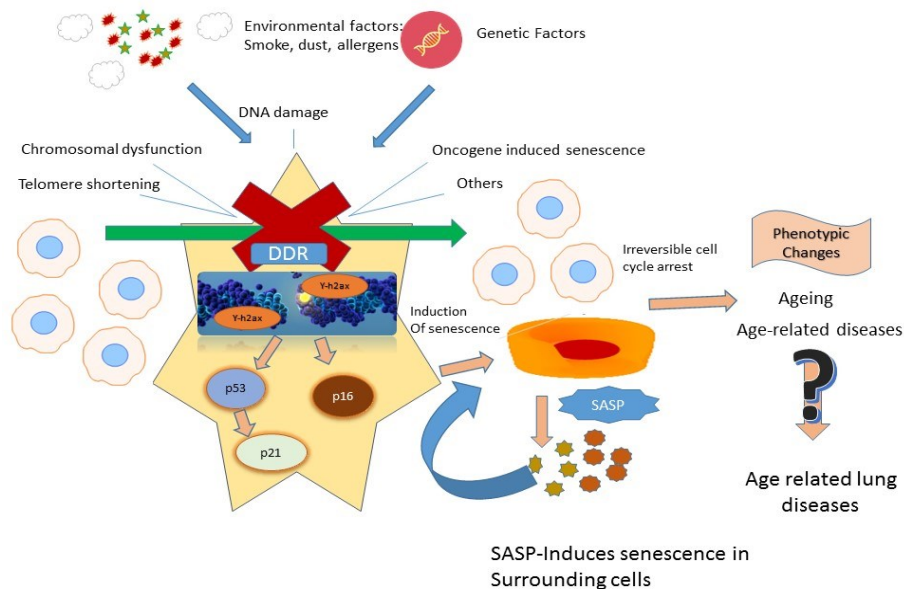 Environmental factors:
Smoke, dust, allergens
Genetic Factors
DNA damage
Chromosomal dysfunction
Oncogene induced senescence
Telomere shortening
Others
DDR
Y-h2ax
Y-h2ax
Irreversible cell
cycle arrest
Phenotypic
Changes
Induction
Of senescence
Ageing
Age-related diseases
?
p53
p16
SASP
p21
Age related lung
diseases
SASP-Induces senescence in
Surrounding cells